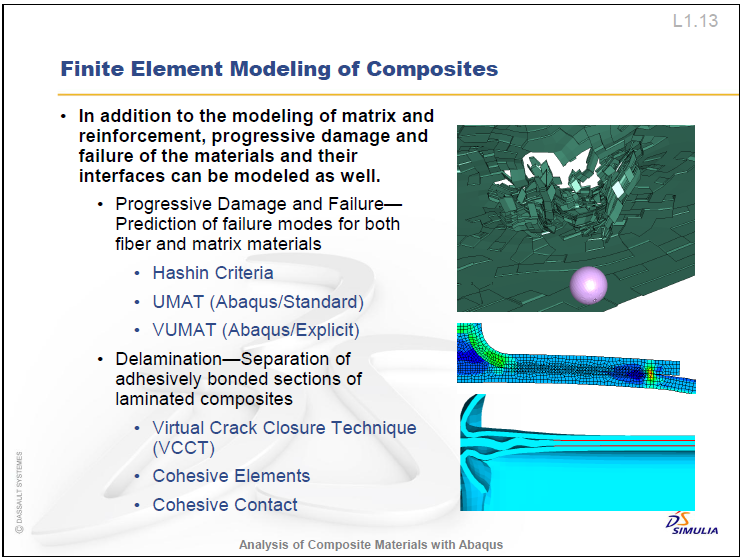 L1.13
Finite Element Modeling of Composites
• In addition to the modeling of matrix and
reinforcement, progressive damage and
failure of the materials and their
interfaces can be modeled as well.
• Progressive Damage and Failure—
Prediction of failure modes for both
fiber and matrix materials
• Hashin Criteria
• UMAT (Abaqus/Standard)
• VUMAT (Abaqus/Explicit)
• Delamination—Separation of
adhesively bonded sections of
laminated composites
• Virtual Crack Closure Technique
(VCCT)
• Cohesive Elements
• Cohesive Contact
© DASSAULT SYSTEMES
DS
SIMULIA
Analysis of Composite Materials with Abaqus